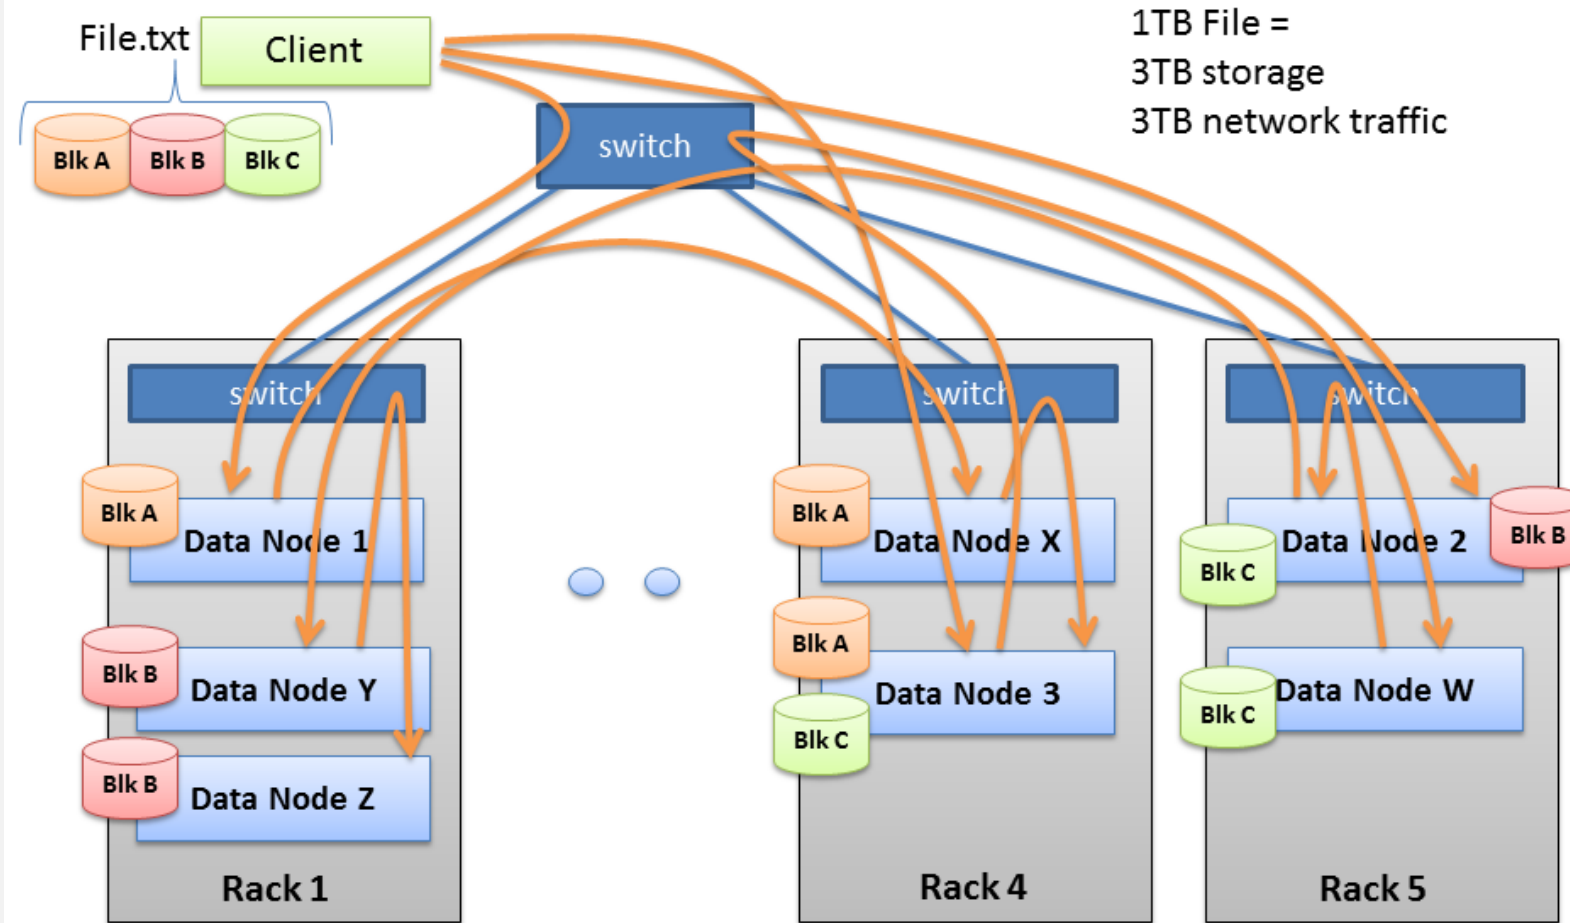 File.txt
Client
1TB File =
3TB storage
3TB network traffic
Blk A
Blk B
Blk C
switch
switch
switch
switch
Blk A
Data Node 1
Blk B
Data Node Y
Blk B
Data Node Z
Rack 1
Blk A
Data Node X
Blk A
Data Node 3
Blk C
Rack 4
Data Node 2
Blk B
Blk C
Data Node W
Blk C
Rack 5